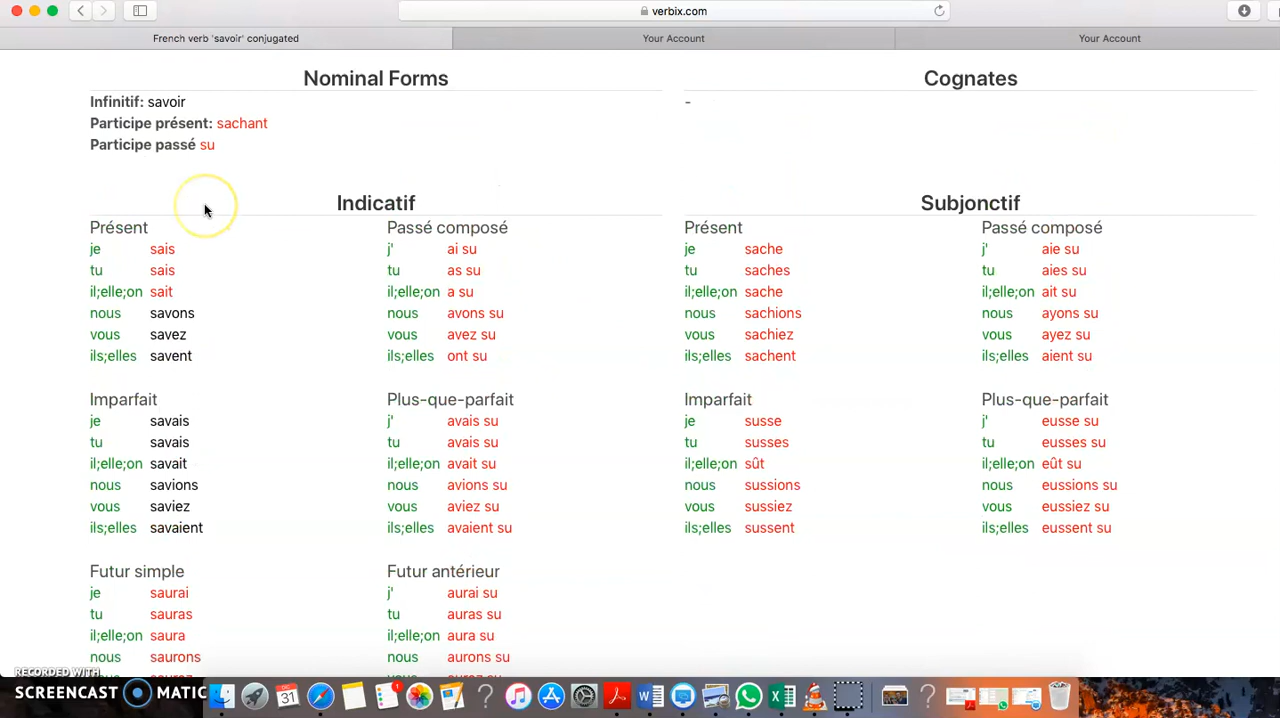 verbix.com
French verb 'savoir' conjugated
Your Account
Your Account
Nominal Forms
Infinitif: savoir
Participe présent: sachant
Participe passé su
Cognates
-
Indicatif
Présent
je sais
tu sais
il;elle;on sait
nous savons
vous savez
ils;elles savent
Passé composé
j' ai su
tu as su
il;elle;on a su
nous avons su
vous avez su
ils;elles ont su
Imparfait
je savais
tu savais
il;elle;on savait
nous savions
vous saviez
ils;elles savaient
Plus-que-parfait
j' avais su
tu avais su
il;elle;on avait su
nous avions su
vous aviez su
ils;elles avaient su
Futur simple
je saurai
tu sauras
il;elle;on saura
nous saurons
Futur antérieur
j' aurai su
tu auras su
il;elle;on aura su
nous aurons su
Subjonctif
Présent
je sache
tu saches
il;elle;on sache
nous sachions
vous sachiez
ils;elles sachent
Passé composé
j' aie su
tu aies su
il;elle;on ait su
nous ayons su
vous ayez su
ils;elles aient su
Imparfait
je susse
tu susses
il;elle;on sût
nous sussions
vous sussiez
ils;elles sussent
Plus-que-parfait
j' eusse su
tu eusses su
il;elle;on eût su
nous eussions su
vous eussiez su
ils;elles eussent su
RECORDED WITH
SCREENCAST MATIC
31
1